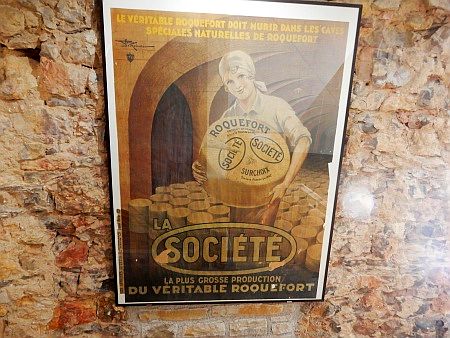 LE VÉRITABLE ROQUEFORT DOIT MURIR DANS LES CAVES
SPÉCIALES NATURELLES DE ROQUEFORT
ROQUEFORT
SOCIÉTÉ
SOCIÉTÉ
SURCHOIX
LA
SOCIÉTÉ
LA PLUS GROSSE PRODUCTION
DU VÉRITABLE ROQUEFORT